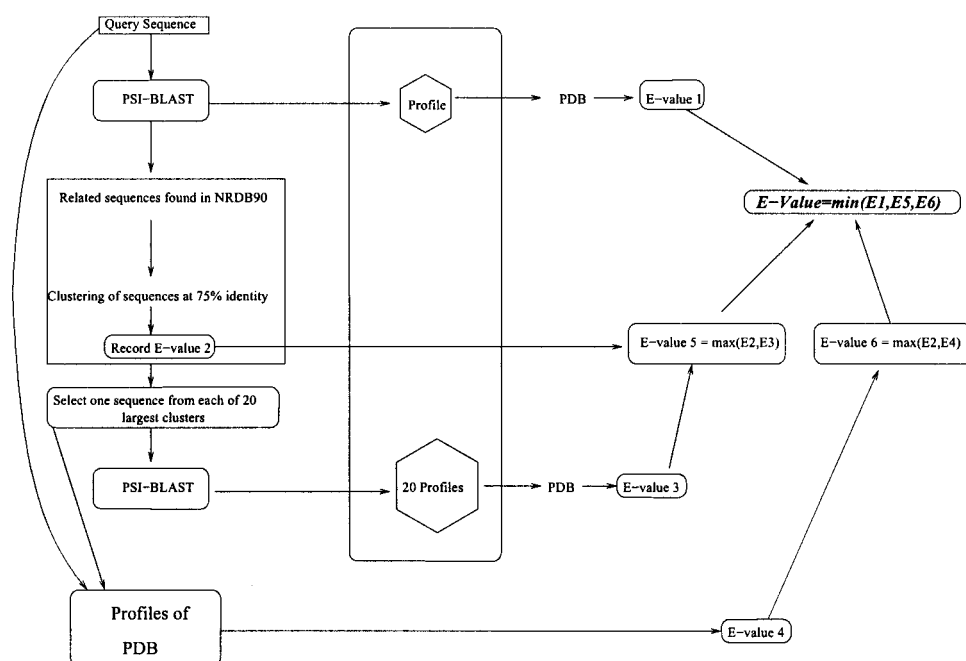 Query Sequence
PSI-BLAST
Profile
PDB
E-value 1
Related sequences found in NRDB90
E-Value=min(E1,E5,E6)
Clustering of sequences at 75% identity
Record E-value 2
E-value 5 = max(E2,E3)
E-value 6 = max(E2,E4)
Select one sequence from each of 20
largest clusters
PSI-BLAST
20 Profiles
PDB
E-value 3
Profiles of
PDB
E-value 4